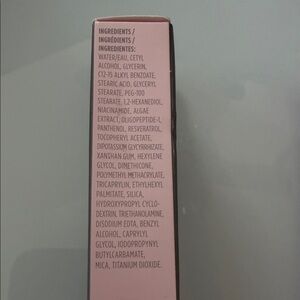 INGREDIENTS /
INGRÉDIENTS /
INGREDIENTES:
WATER/EAU, CETYL
ALCOHOL, GLYCERIN,
C12-15 ALKYL BENZOATE,
STEARIC ACID, GLYCERYL
STEARATE, PEG-100
STEARATE, 1,2-HEXANEDIOL,
NIACINAMIDE, ALGAE
EXTRACT, OLIGOPEPTIDE-1,
PANTHENOL, RESVERATROL,
TOCOPHERYL ACETATE,
DIPOTASSIUM GLYCYRRHIZATE,
XANTHAN GUM, HEXYLENE
GLYCOL, DIMETHICONE,
POLYMETHYL METHACRYLATE,
TRICAPRYLIN, ETHYLHEXYL
PALMITATE, SILICA,
HYDROXYPROPYL CYCLO-
DEXTRIN, TRIETHANOLAMINE,
DISODIUM EDTA, BENZYL
ALCOHOL, CAPRYLYL
GLYCOL, IODOPROPYNYL
BUTYLCARBAMATE,
MICA, TITANIUM DIOXIDE.